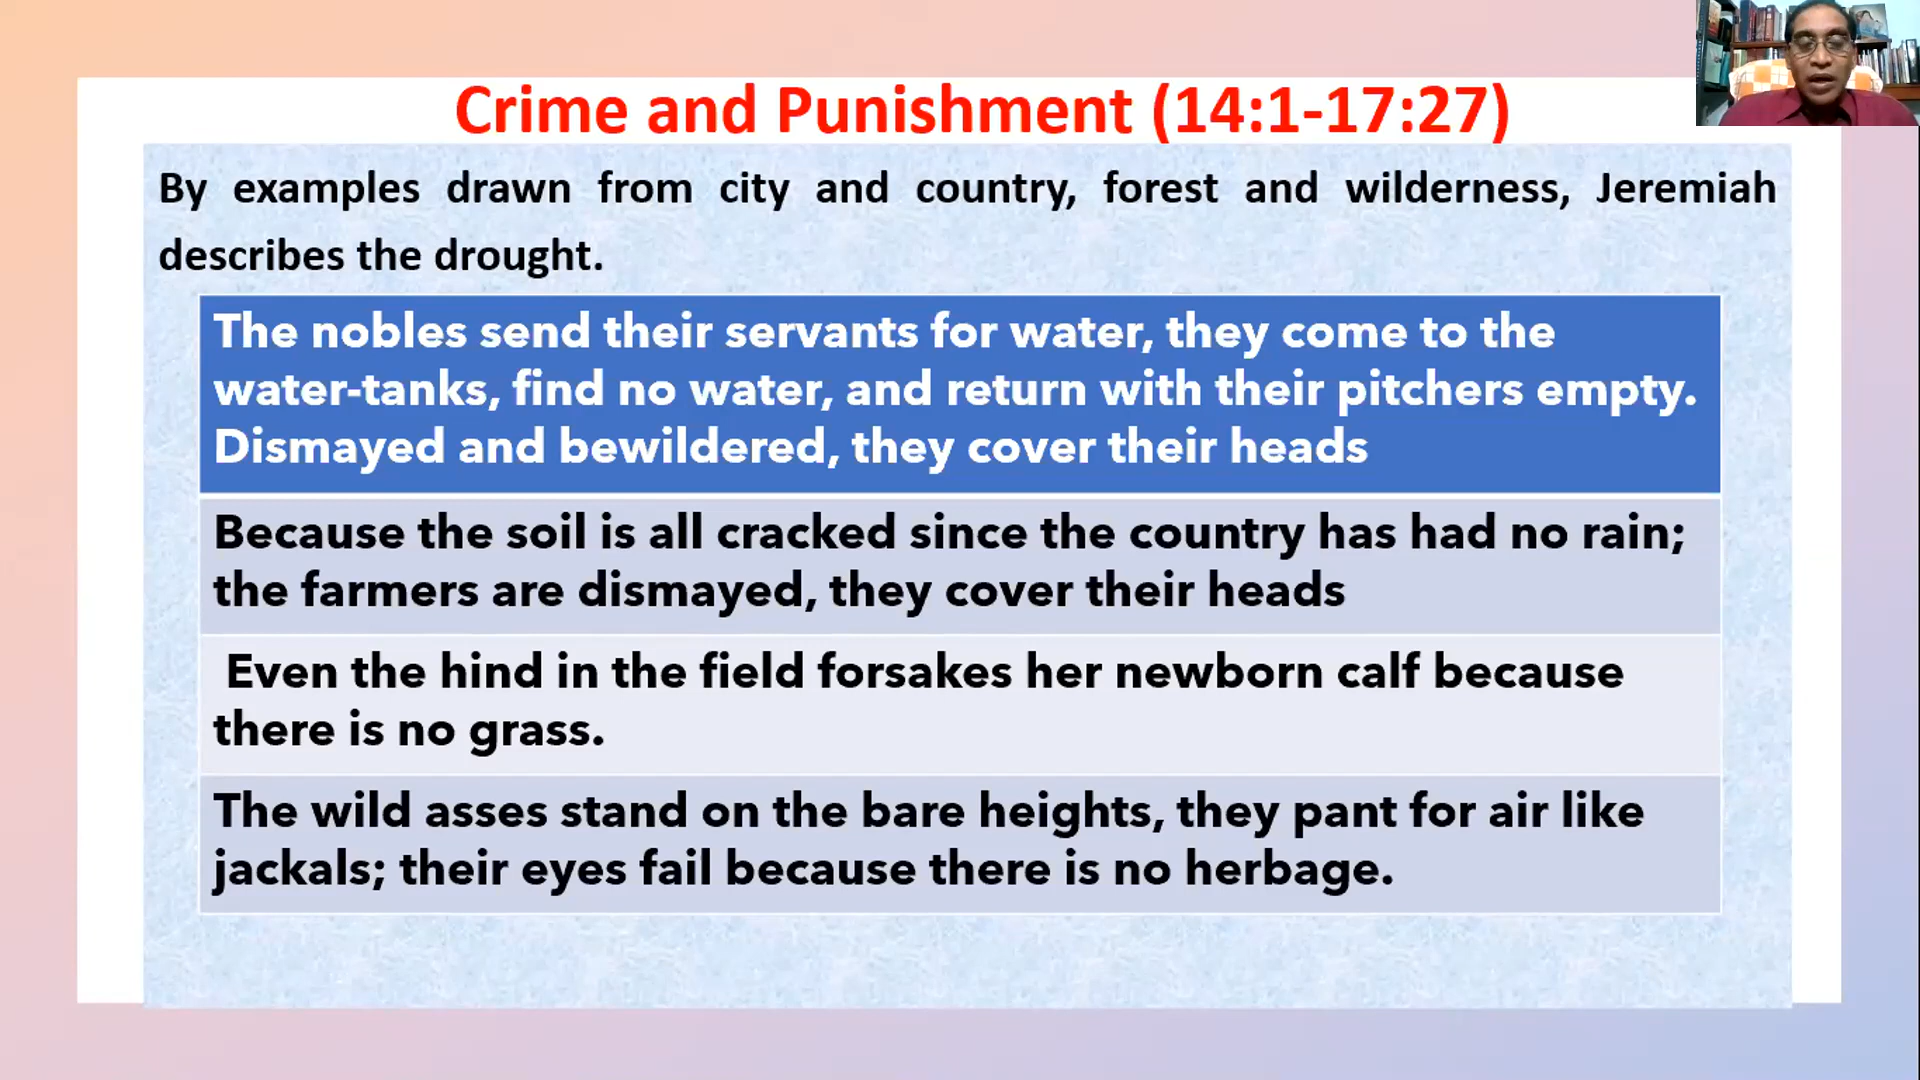 Crime and Punishment (14:1-17:27)
By examples drawn from city and country, forest and wilderness, Jeremiah
describes the drought.
The nobles send their servants for water, they come to the
water-tanks, find no water, and return with their pitchers empty.
Dismayed and bewildered, they cover their heads
Because the soil is all cracked since the country has had no rain;
the farmers are dismayed, they cover their heads
Even the hind in the field forsakes her newborn calf because
there is no grass.
The wild asses stand on the bare heights, they pant for air like
jackals; their eyes fail because there is no herbage.